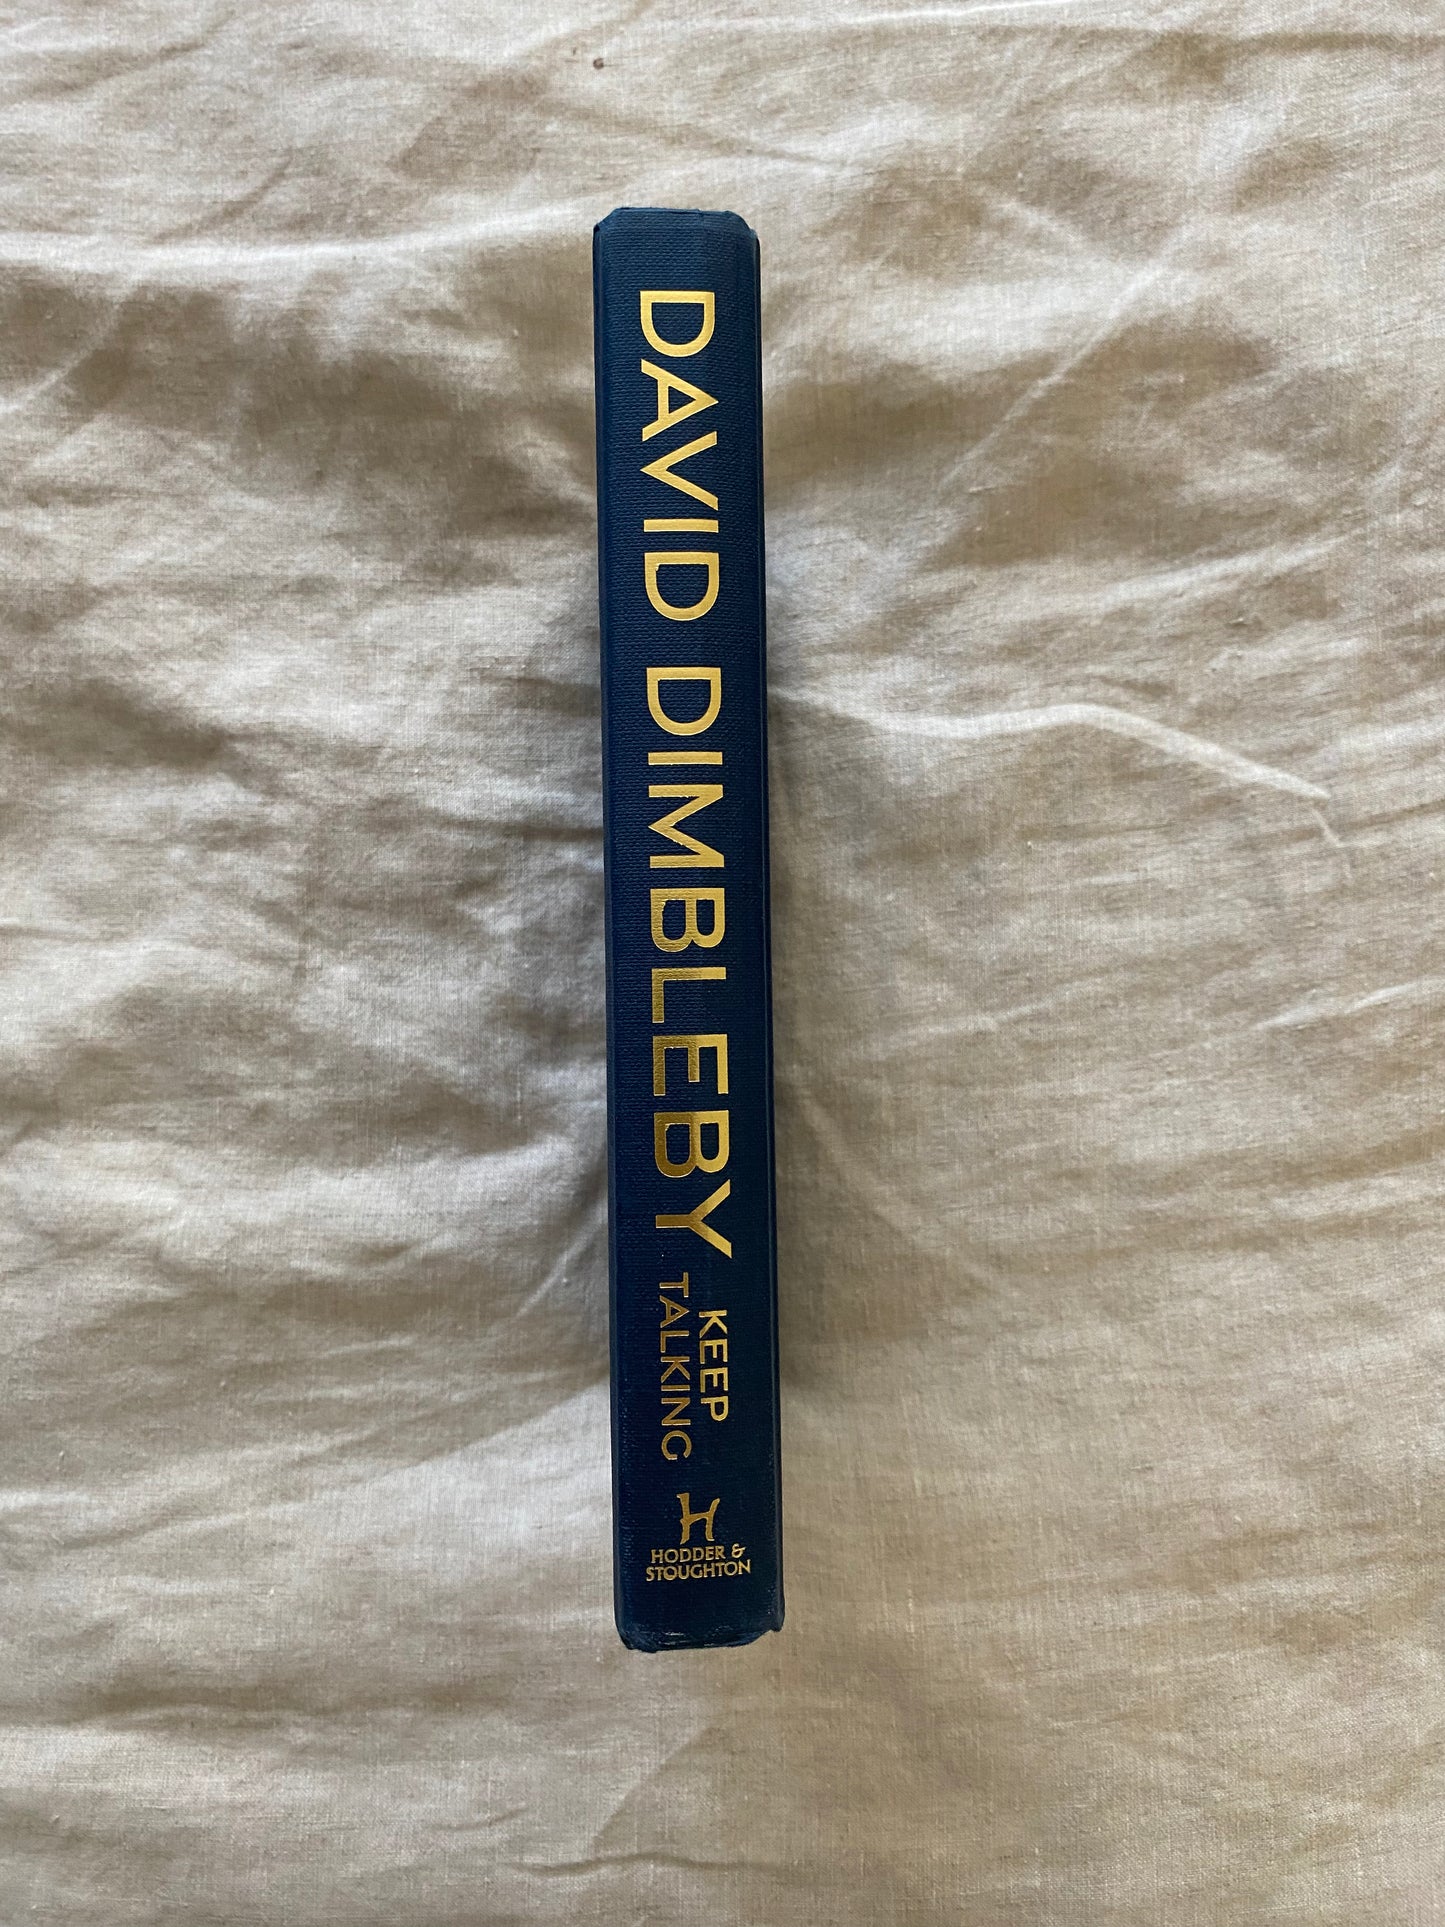 DAVID DIMBLEBY
KEEP
TALKING
H
HODDER &
STOUGHTON